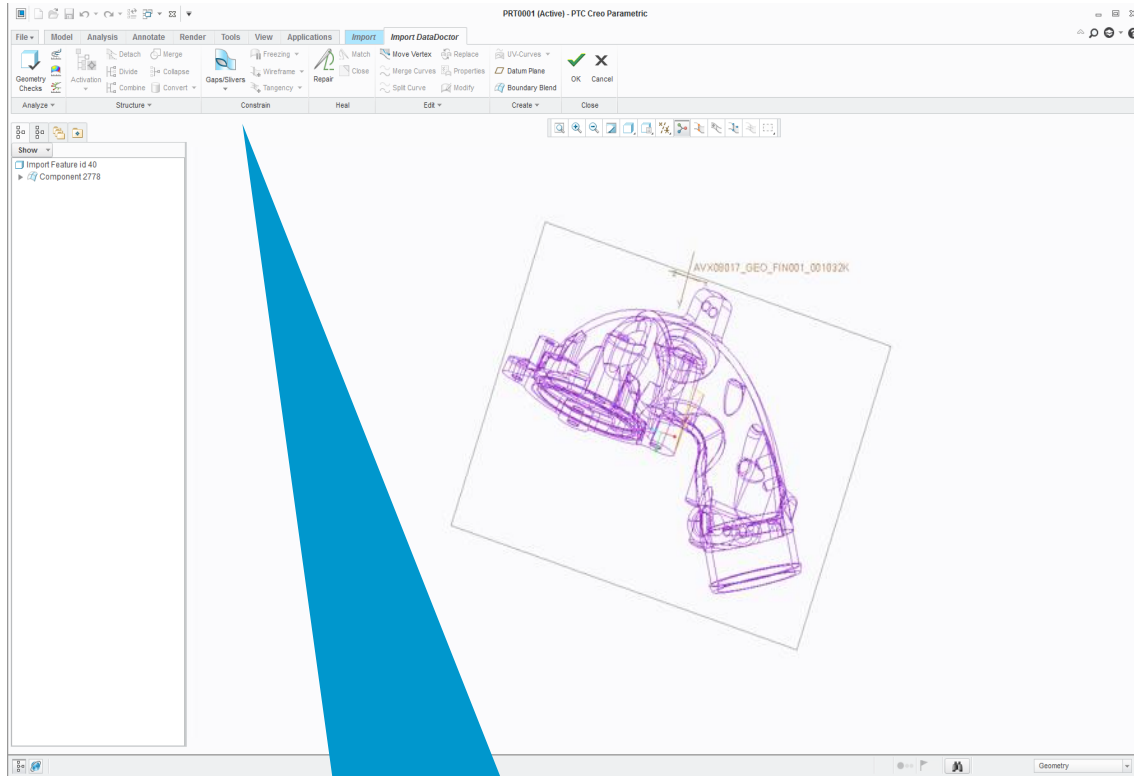 PRT0001 (Active) - PTC Creo Parametric
File Model Analysis Annotate Render Tools View Applications Import Import DataDoctor
Geometry Checks
Activation
Detach Merge
Divide Collapse
Combine Convert
Gaps/Slivers
Freezing
Wireframe
Tangency
Repair
Match
Close
Move Vertex Replace
Merge Curves Properties
Split Curve Modify
UV-Curves
Datum Plane
Boundary Blend
OK Cancel
Analyze Structure Constrain Heal Edit Create Close
Show
Import Feature id 40
Component 2778
AVX08017_GEO_FIN001_001032K
Geometry